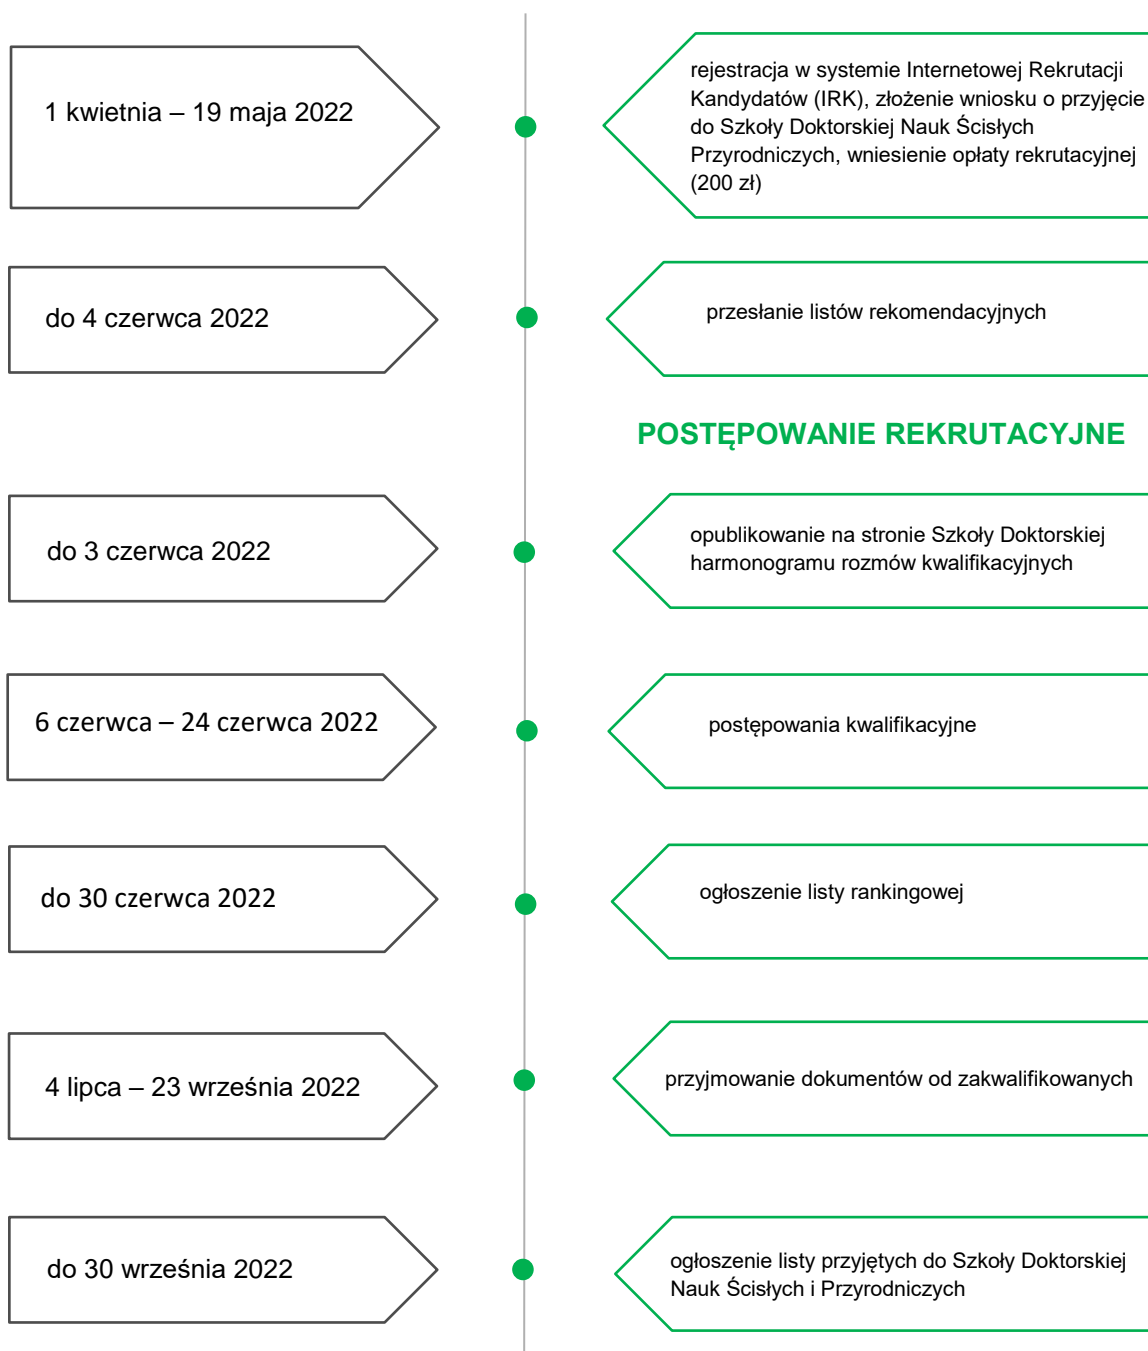 1 kwietnia – 19 maja 2022
rejestracja w systemie Internetowej Rekrutacji
Kandydatów (IRK), złożenie wniosku o przyjęcie
do Szkoły Doktorskiej Nauk Ścisłych
Przyrodniczych, wniesienie opłaty rekrutacyjnej
(200 zł)
do 4 czerwca 2022
przesłanie listów rekomendacyjnych
POSTĘPOWANIE REKRUTACYJNE
do 3 czerwca 2022
opublikowanie na stronie Szkoły Doktorskiej
harmonogramu rozmów kwalifikacyjnych
6 czerwca – 24 czerwca 2022
postępowania kwalifikacyjne
do 30 czerwca 2022
ogłoszenie listy rankingowej
4 lipca – 23 września 2022
przyjmowanie dokumentów od zakwalifikowanych
do 30 września 2022
ogłoszenie listy przyjętych do Szkoły Doktorskiej
Nauk Ścisłych i Przyrodniczych